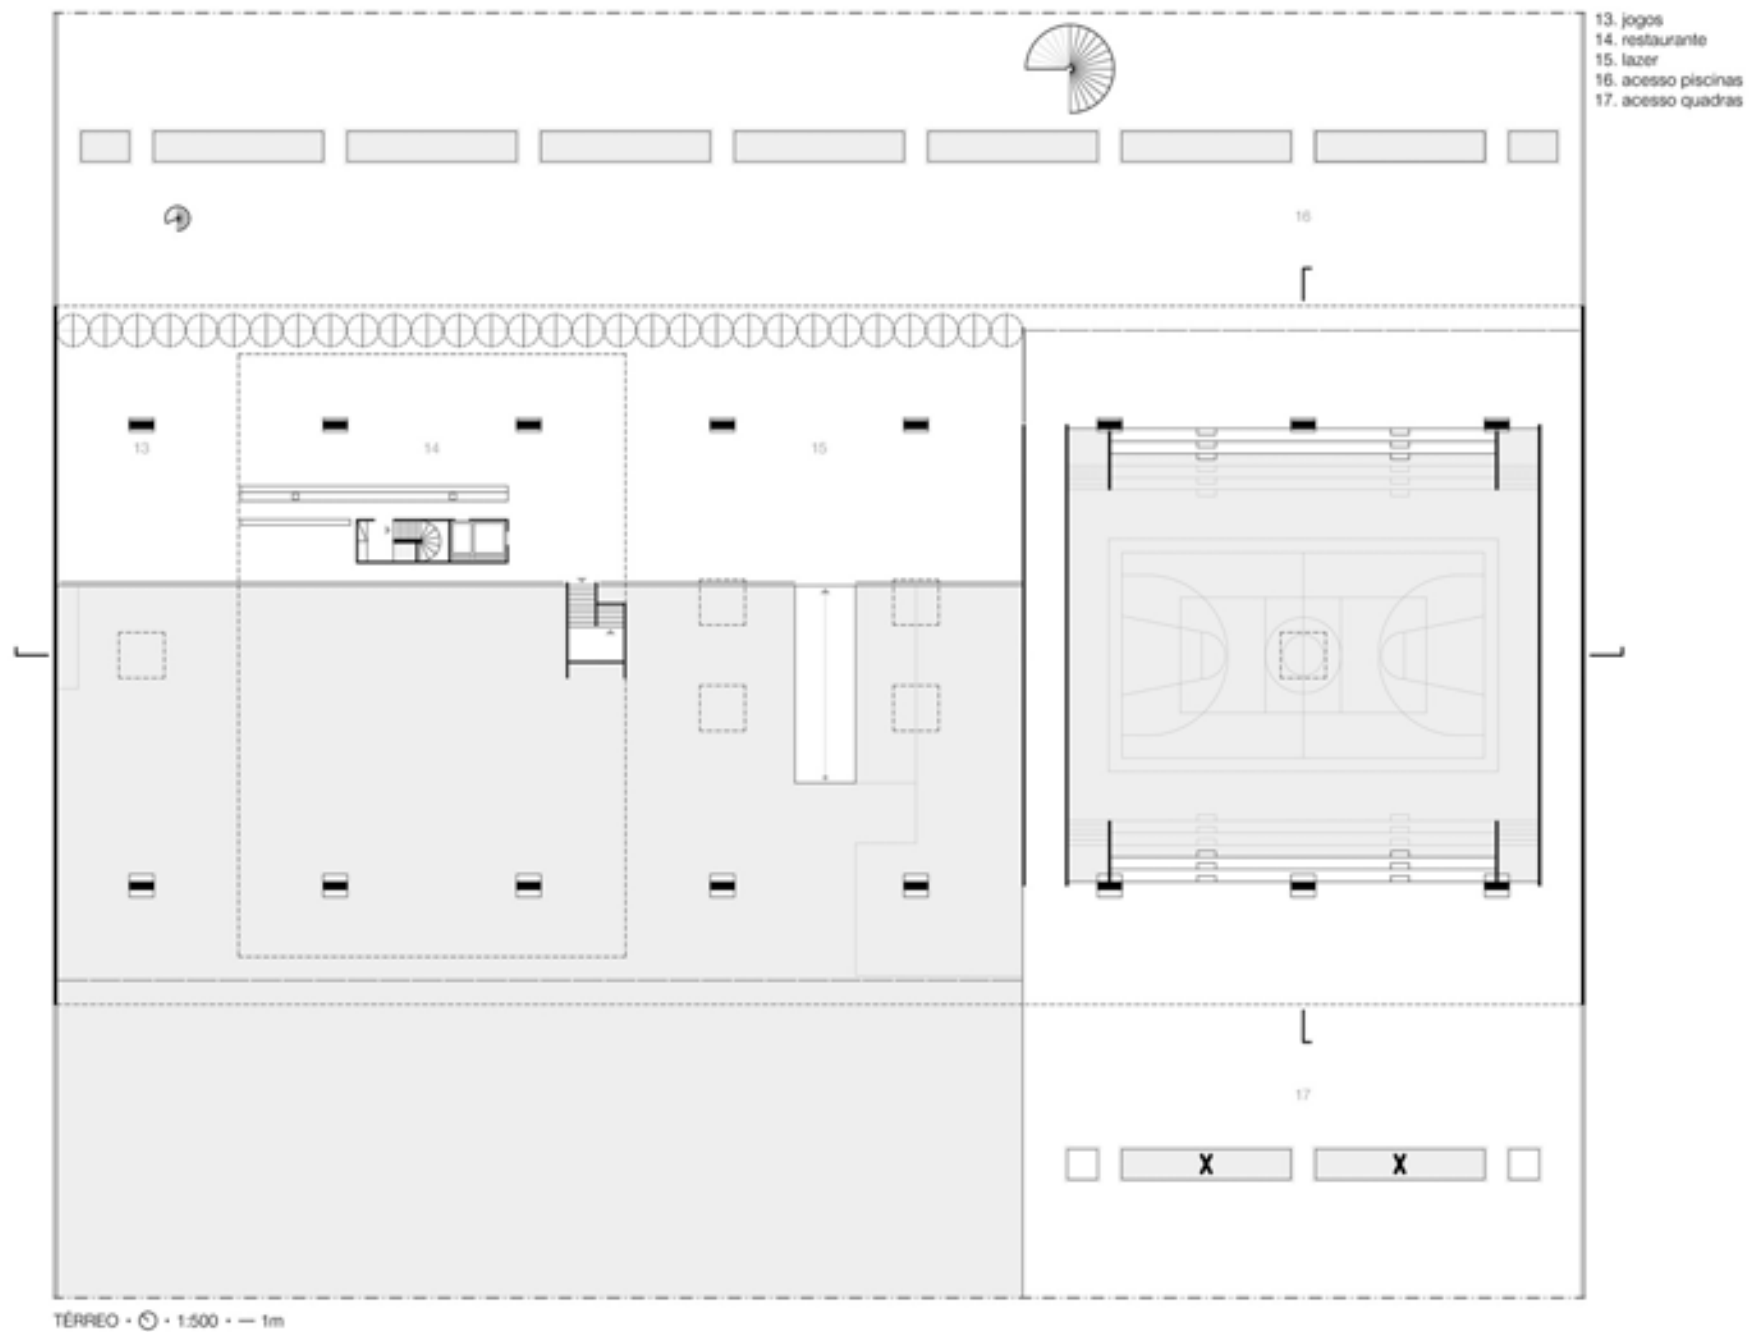 13. jogos
14. restaurante
15. lazer
16. acesso piscinas
17. acesso quadras
16
13
14
15
17
X
X
TÉRREO • 1:500 • — 1m